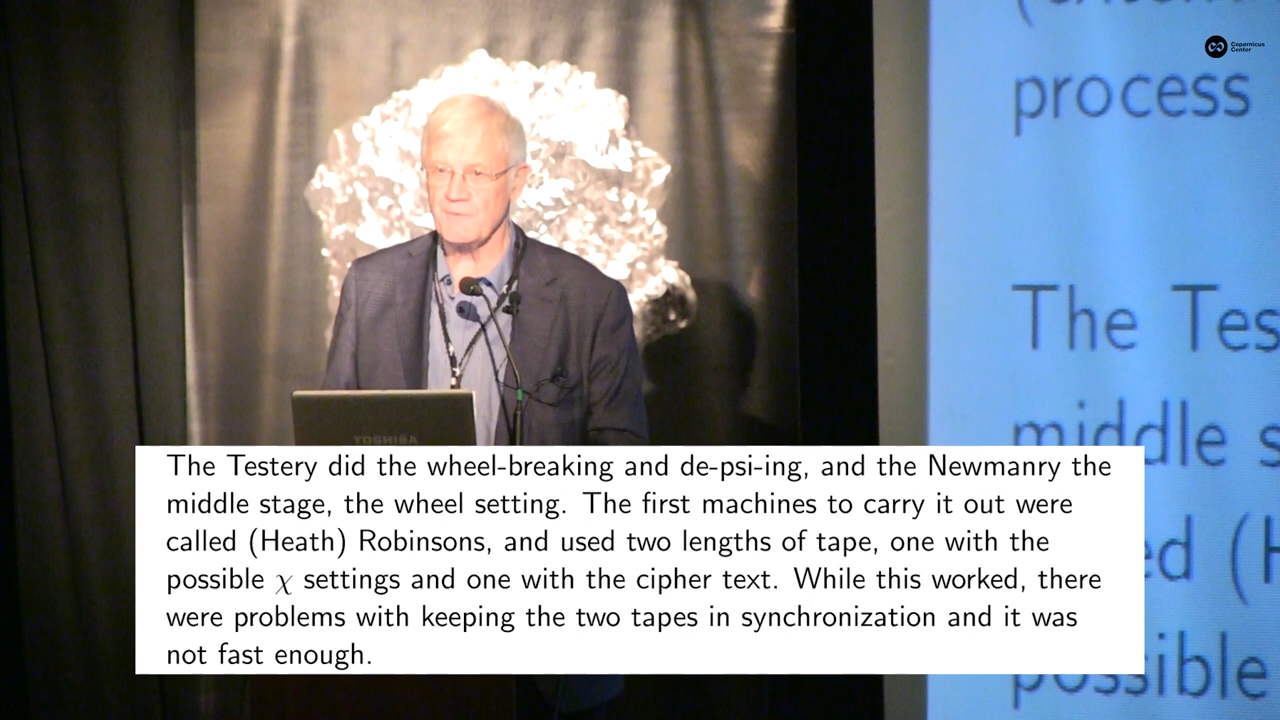 Copernicus
Center
process
The Tes
middle s
possible
TOSHIBA
The Testery did the wheel-breaking and de-psi-ing, and the Newmanry the
middle stage, the wheel setting. The first machines to carry it out were
called (Heath) Robinsons, and used two lengths of tape, one with the
possible χ settings and one with the cipher text. While this worked, there
were problems with keeping the two tapes in synchronization and it was
not fast enough.